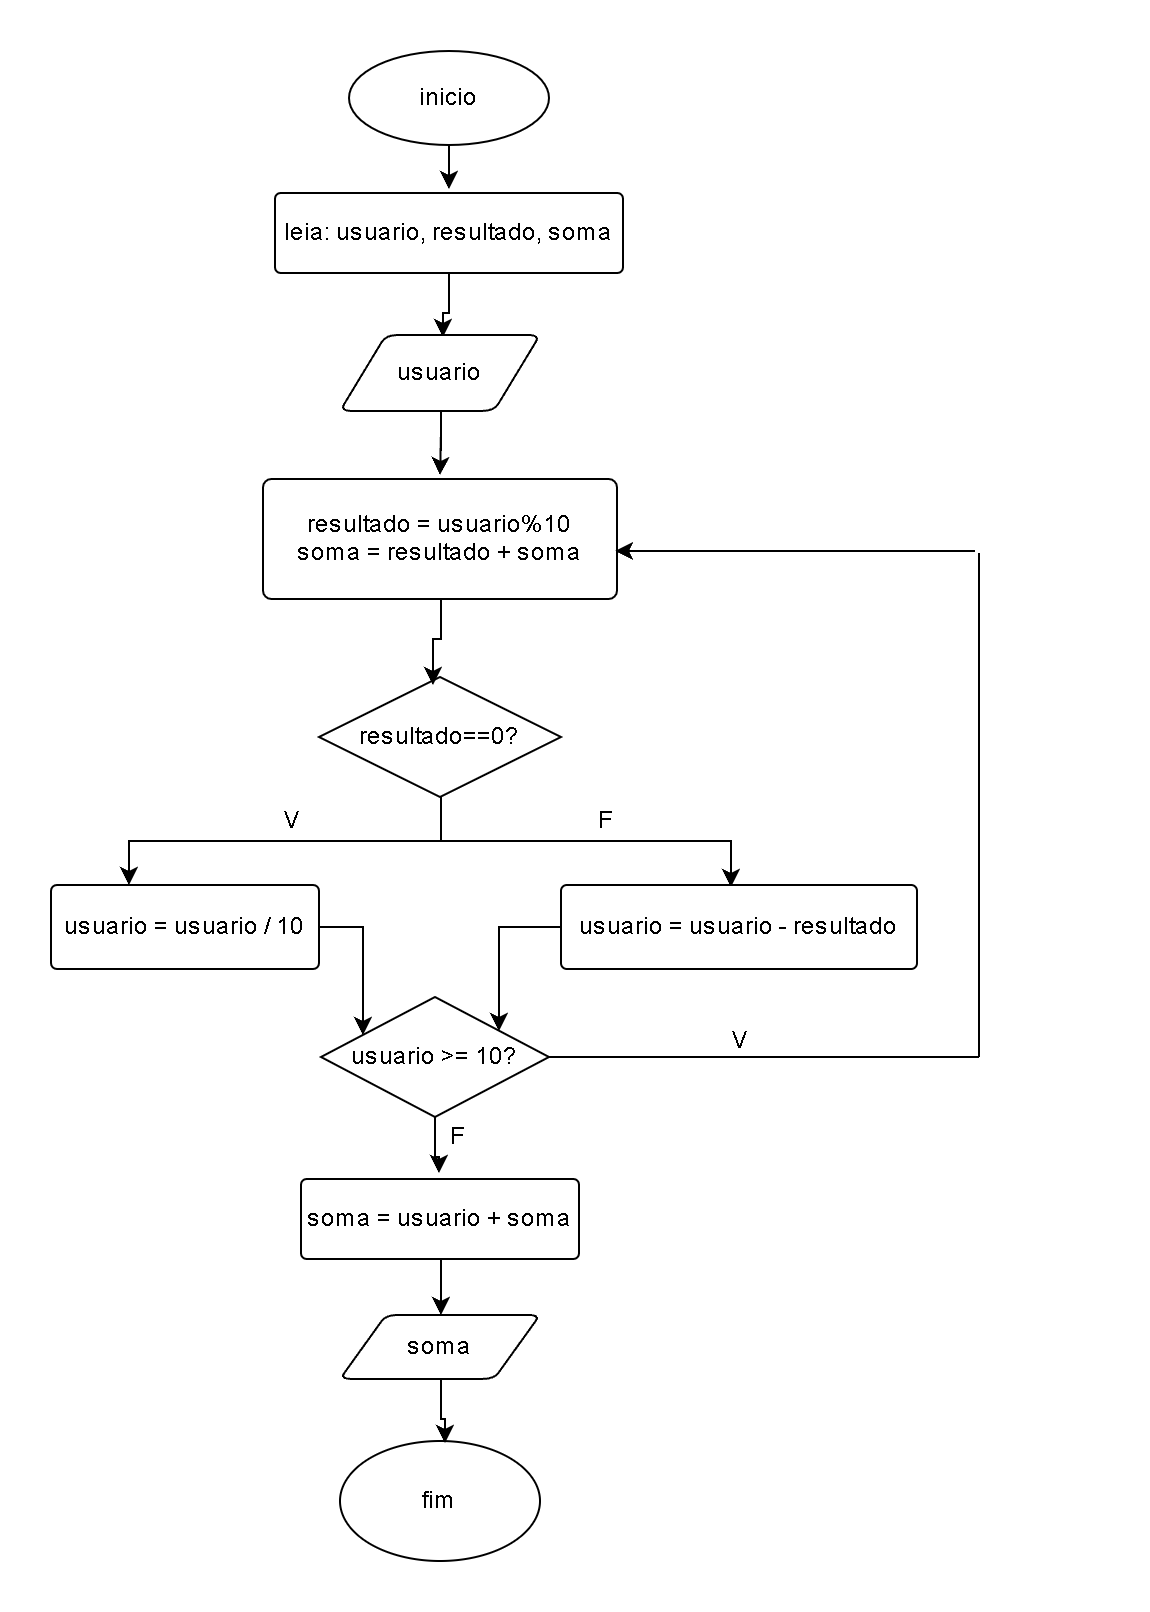 inicio
leia: usuario, resultado, soma
usuario
resultado = usuario%10
soma = resultado + soma
resultado==0?
V
F
usuario = usuario / 10
usuario = usuario - resultado
usuario >= 10?
V
F
soma = usuario + soma
soma
fim